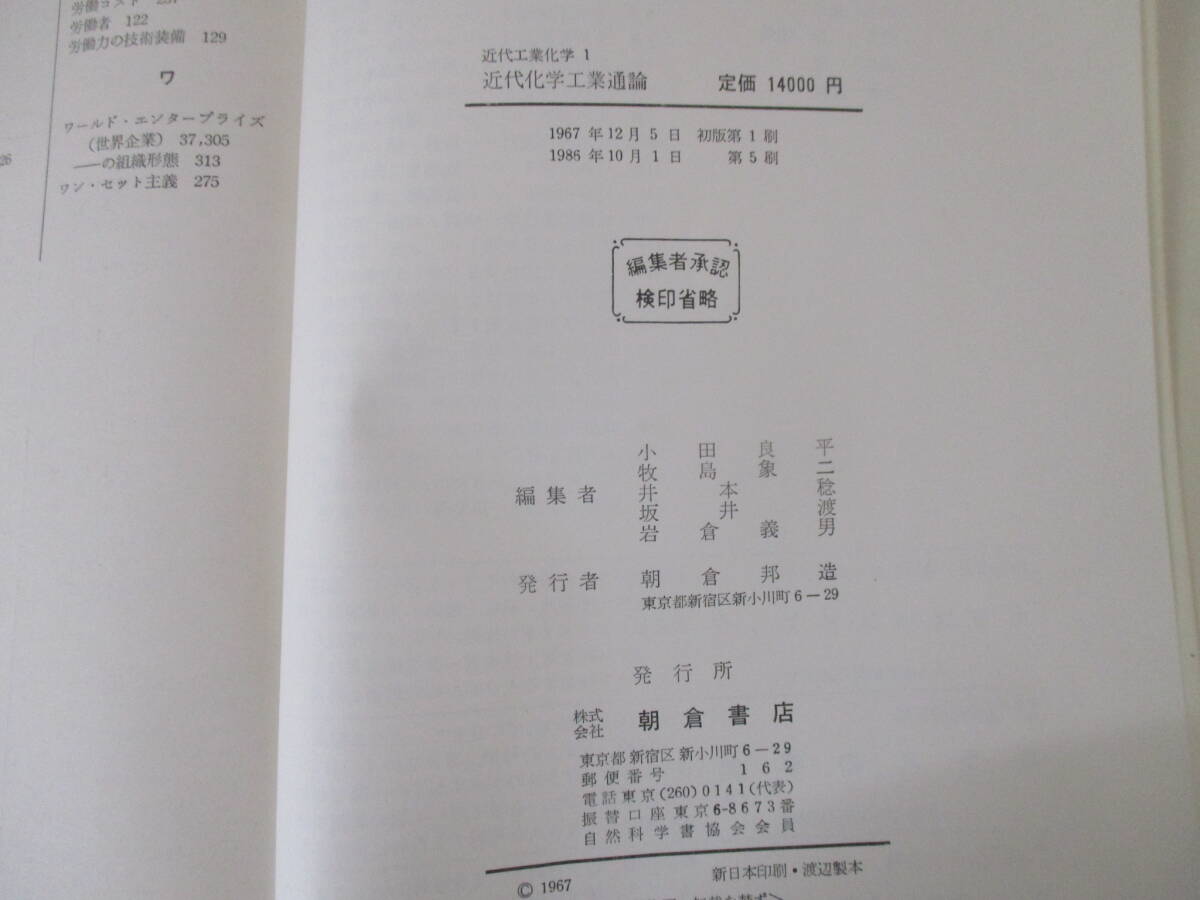 労働コスト 257
労働者 122
労働力の技術装備 129
ワ
ワールド・エンタープライズ
(世界企業) 37,305
——の組織形態 313
ワン・セット主義 275
26
近代工業化学 1
近代化学工業通論 定価 14000 円
1967 年 12 月 5 日 初版第 1 刷
1986 年 10 月 1 日 第 5 刷
編集者承認
検印省略
編集者
小田良平
牧島象二
井本稔
坂井渡
岩倉義男
発行者 朝倉邦造
東京都新宿区新小川町 6 — 29
発行所
株式会社 朝倉書店
東京都新宿区新小川町 6 — 29
郵便番号 162
電話東京 (260) 0141 (代表)
振替口座東京 6-8673 番
自然科学書協会会員
© 1967 新日本印刷・渡辺製本